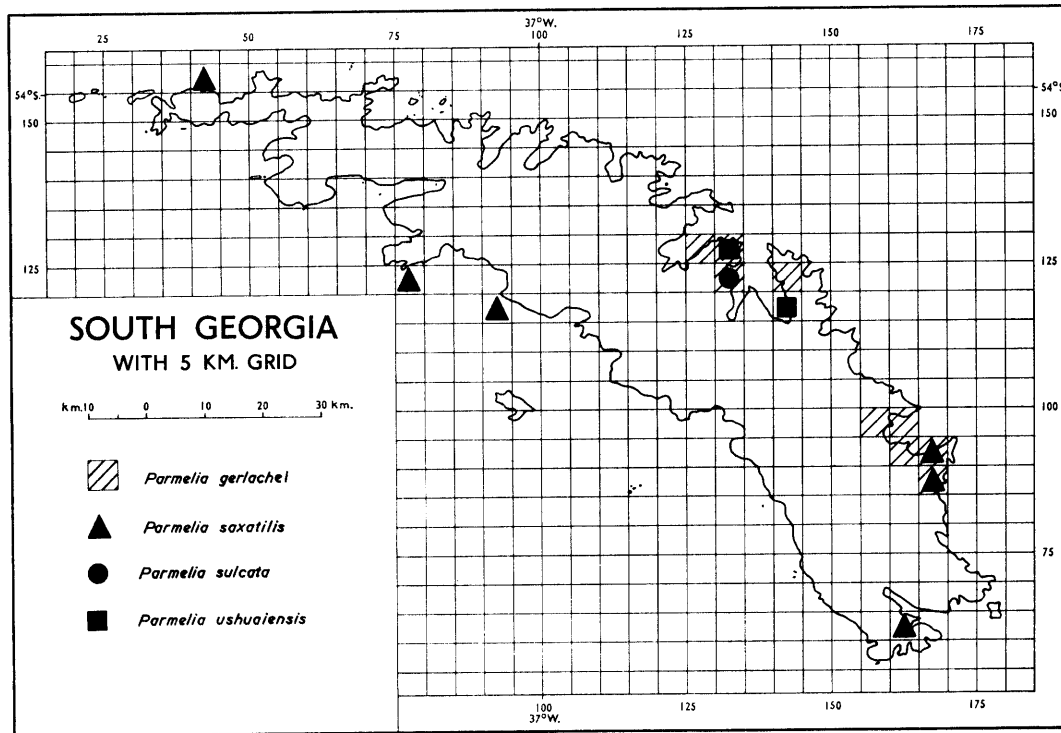 37°W.
25 50 75 100 125 150 175
54°S. 54°S.
150 150
125 125
SOUTH GEORGIA
WITH 5 KM. GRID
km.10 0 10 20 30 km.
100
Parmelia gerlachei
Parmelia saxatilis
75
Parmelia sulcata
Parmelia ushuaiensis
100 125 150 175
37°W.